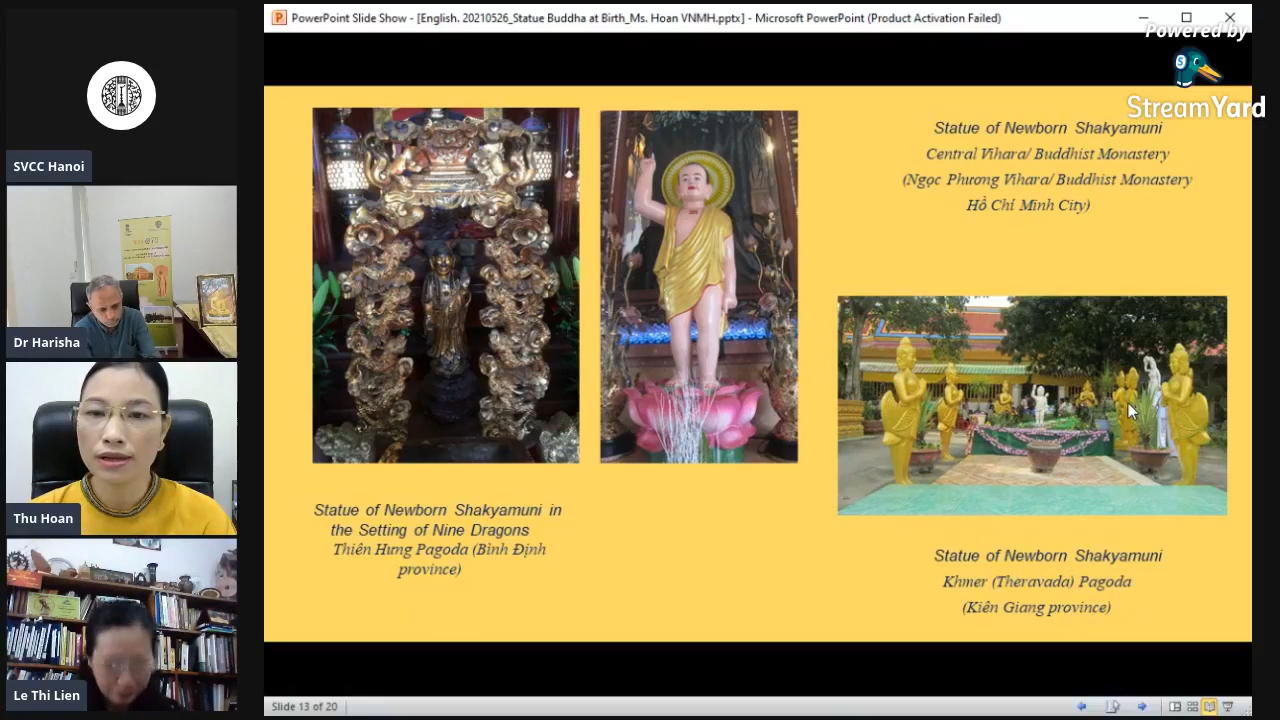 PowerPoint Slide Show - [English. 20210526_Statue Buddha at Birth_Ms. Hoan VNMH.pptx] - Microsoft PowerPoint (Product Activation Failed)
Powered by
StreamYard
SVCC Hanoi
Dr Harisha
Thu Hoan
Le Thi Lien
Statue of Newborn Shakyamuni in
the Setting of Nine Dragons
Thiên Hưng Pagoda (Bình Định
province)
Statue of Newborn Shakyamuni
Central Vihara/ Buddhist Monastery
(Ngọc Phương Vihara/ Buddhist Monastery
Hồ Chí Minh City)
Statue of Newborn Shakyamuni
Khmer (Theravada) Pagoda
(Kiên Giang province)
Slide 13 of 20